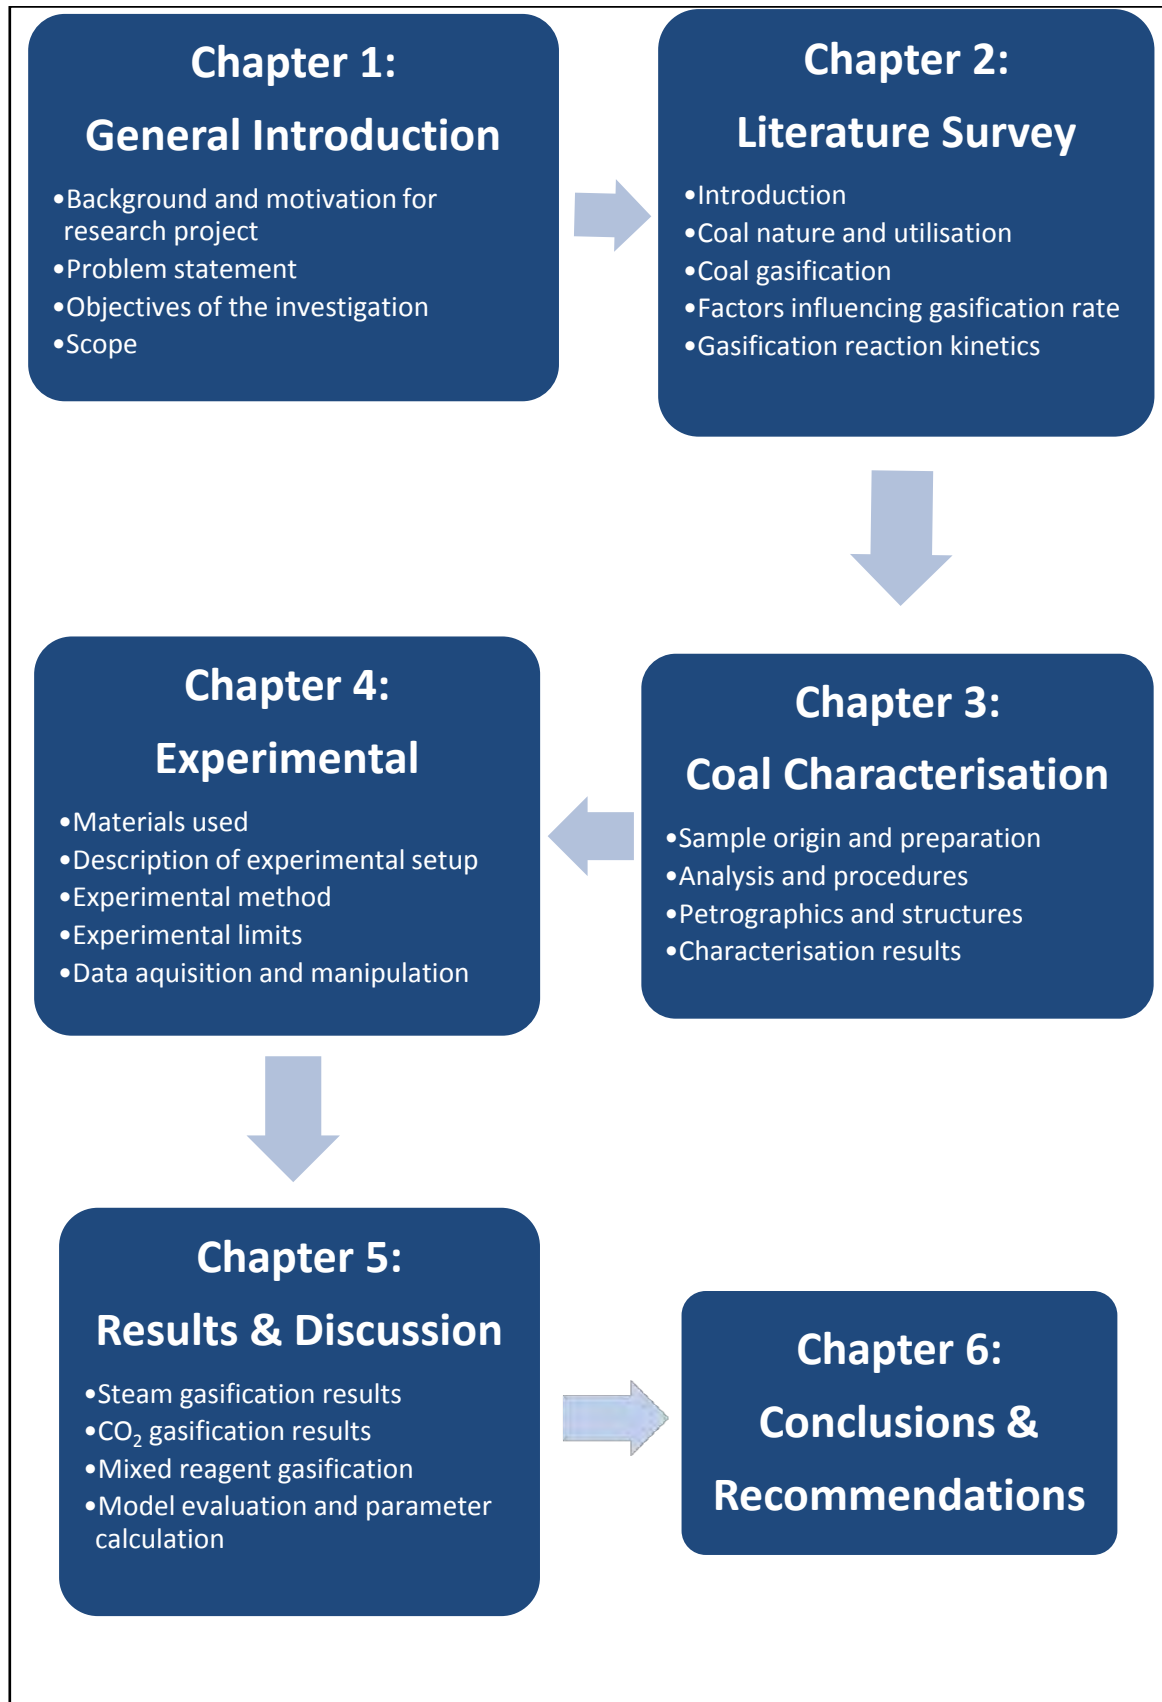 Chapter 1:
General Introduction
•Background and motivation for
research project
•Problem statement
•Objectives of the investigation
•Scope
Chapter 2:
Literature Survey
•Introduction
•Coal nature and utilisation
•Coal gasification
•Factors influencing gasification rate
•Gasification reaction kinetics
Chapter 3:
Coal Characterisation
•Sample origin and preparation
•Analysis and procedures
•Petrographics and structures
•Characterisation results
Chapter 4:
Experimental
•Materials used
•Description of experimental setup
•Experimental method
•Experimental limits
•Data aquisition and manipulation
Chapter 5:
Results & Discussion
•Steam gasification results
•CO₂ gasification results
•Mixed reagent gasification
•Model evaluation and parameter
calculation
Chapter 6:
Conclusions &
Recommendations